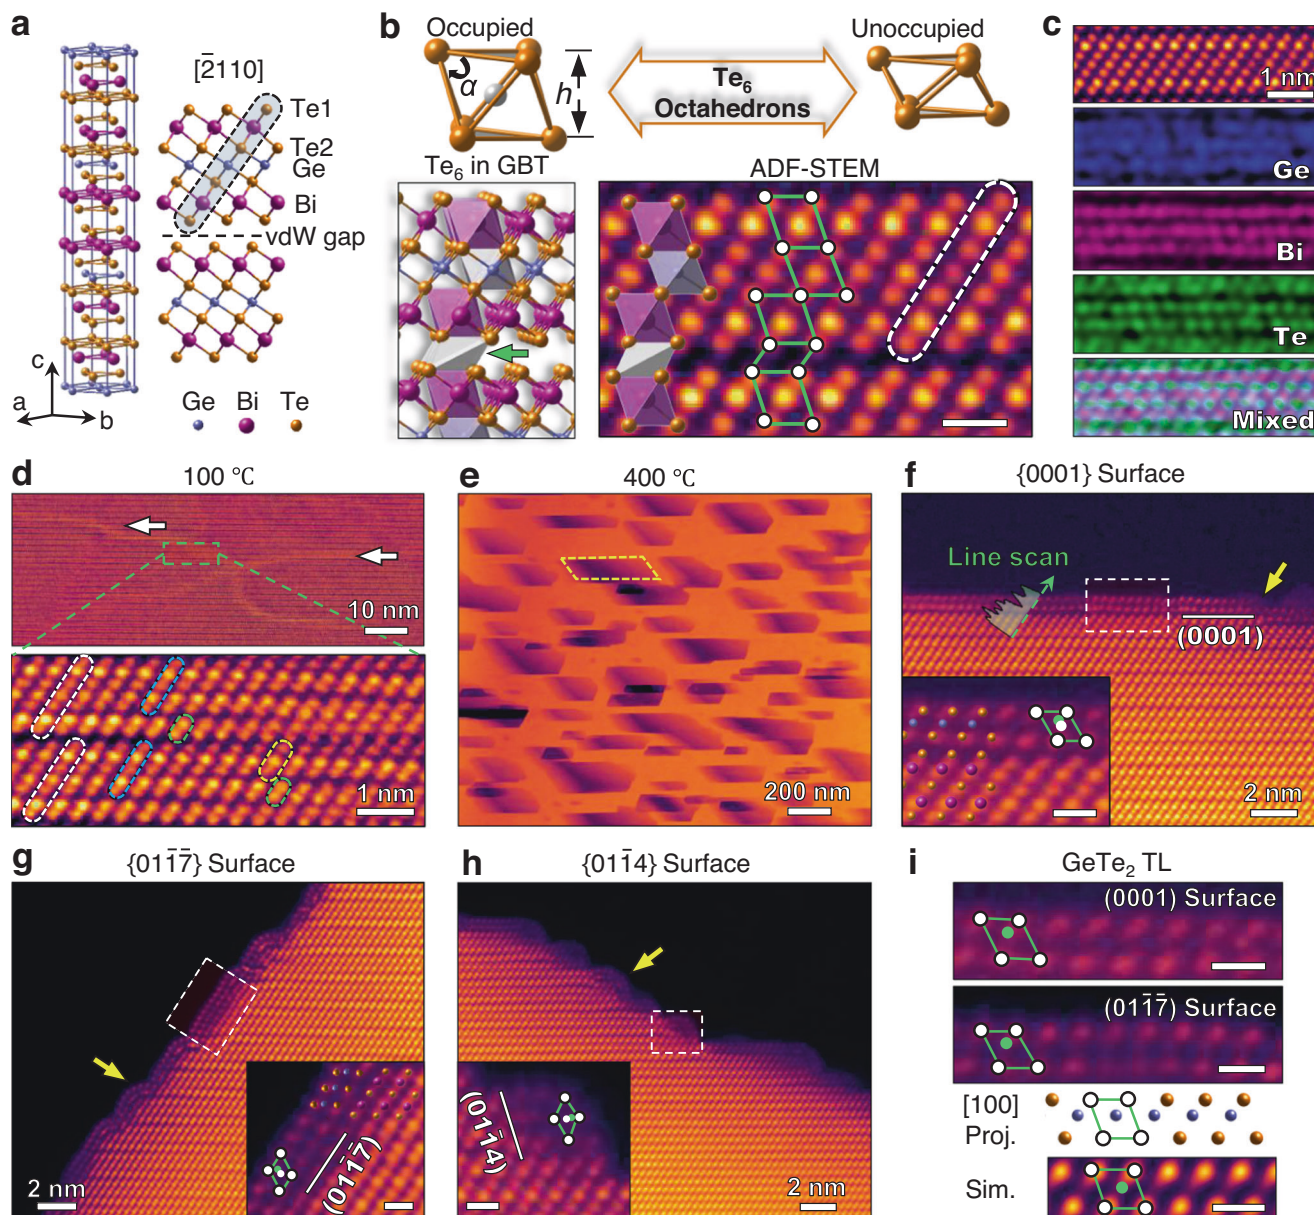 a
[2̄110]
Te1
Te2
Ge
Bi
vdW gap
c
a
b
Ge Bi Te
b
Occupied
α
h
Te₆
Octahedrons
Unoccupied
Te₆ in GBT
ADF-STEM
c
1 nm
Ge
Bi
Te
Mixed
d
100 °C
10 nm
1 nm
e
400 °C
200 nm
f
{0001} Surface
Line scan
(0001)
2 nm
g
{011̄7̄} Surface
(011̄7̄)
2 nm
h
{011̄4} Surface
(011̄4)
2 nm
i
GeTe₂ TL
(0001) Surface
(011̄7̄) Surface
[100]
Proj.
Sim.